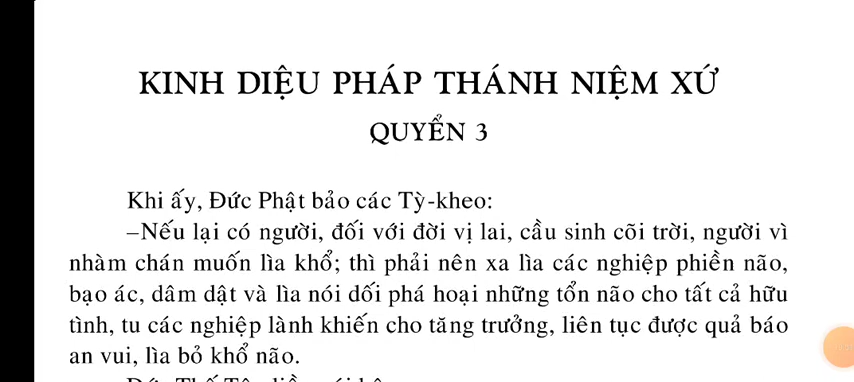 KINH DIỆU PHÁP THÁNH NIỆM XỨ
QUYỂN 3
Khi ấy, Đức Phật bảo các Tỳ-kheo:
–Nếu lại có người, đối với đời vị lai, cầu sinh cõi trời, người vì
nhàm chán muốn lìa khổ; thì phải nên xa lìa các nghiệp phiền não,
bạo ác, dâm dật và lìa nói dối phá hoại những tổn não cho tất cả hữu
tình, tu các nghiệp lành khiến cho tăng trưởng, liên tục được quả báo
an vui, lìa bỏ khổ não.